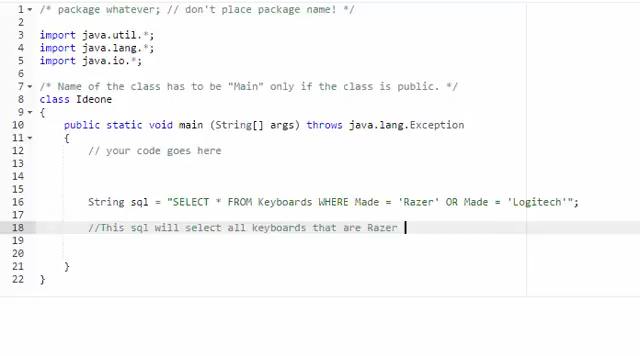 1 /* package whatever; // don't place package name! */
2
3 import java.util.*;
4 import java.lang.*;
5 import java.io.*;
6
7 /* Name of the class has to be "Main" only if the class is public. */
8 class Ideone
9 {
10 public static void main (String[] args) throws java.lang.Exception
11 {
12 // your code goes here
13
14
15
16 String sql = "SELECT * FROM Keyboards WHERE Made = 'Razer' OR Made = 'Logitech'";
17
18 //This sql will select all keyboards that are Razer
19
20
21 }
22 }